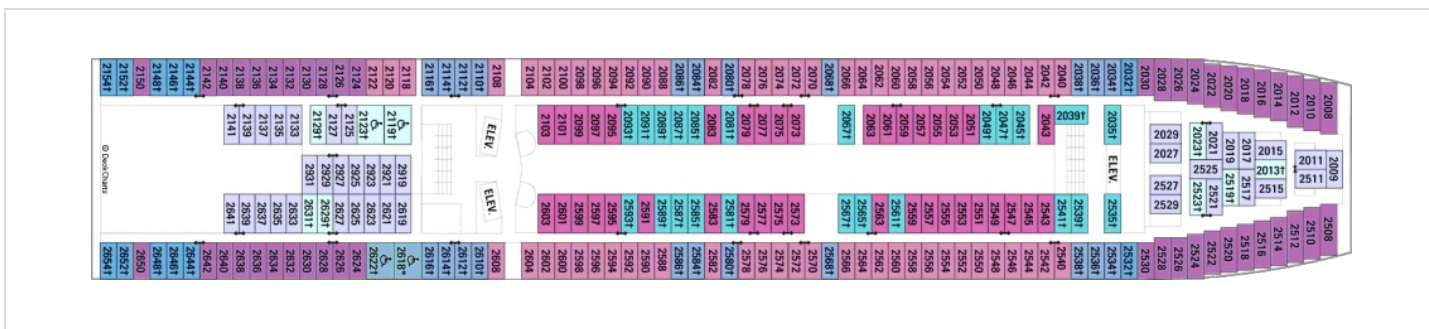 2154† 2152† 2150 2148† 2146† 2144† 2142 2140 2138 2136 2134 2132 2130 2128 2126 2124 2122 2120 2118 2116† 2114† 2112† 2110† 2108 2104 2102 2100 2098 2096 2094 2092 2090 2088 2086† 2084† 2082 2080† 2078 2076 2074 2072 2070 2068† 2066 2064 2062 2060 2058 2056 2054 2052 2050 2048 2046 2044 2042 2040 2038† 2036† 2034† 2032† 2030 2028 2026 2024 2022 2020 2018 2016 2014 2012 2010 2008
2141 2139 2137 2135 2133 2129† 2127 2125 2123† 2119† ELEV. 2103 2101 2099 2097 2095 2093† 2091† 2089† 2087† 2085† 2083 2081† 2079 2077 2075 2073 2067† 2063 2061 2059 2057 2055 2053 2051 2049† 2047† 2045† 2043 2039† 2035†
2029 2023† 2021 2019 2017 2015
2027 2013† 2011 2009
© DeckCharts
2931 2929 2927 2925 2923 2921 2919 ELEV. ELEV.
2527 2525 2523† 2521 2519† 2517 2515 2511
2529
2641 2639 2637 2635 2633 2631† 2629† 2627 2625 2623 2621 2619 2603 2601 2599 2597 2595 2593† 2591 2589† 2587† 2585† 2583 2581† 2579 2577 2575 2573 2567† 2565† 2563 2561† 2559 2557 2555 2553 2551 2549 2547 2545 2543 2541† 2539† 2535†
2654† 2652† 2650 2648† 2646† 2644† 2642 2640 2638 2636 2634 2632 2630 2628 2626 2624 2622† 2618* 2616† 2614† 2612† 2610† 2608 2604 2602 2600 2598 2596 2594 2592 2590 2588 2586† 2584† 2582 2580† 2578 2576 2574 2572 2570 2568† 2566 2564 2562 2560 2558 2556 2554 2552 2550 2548 2546 2544 2542 2540 2538† 2536† 2534† 2532† 2530 2528 2526 2524 2522 2520 2518 2516 2514 2512 2510 2508